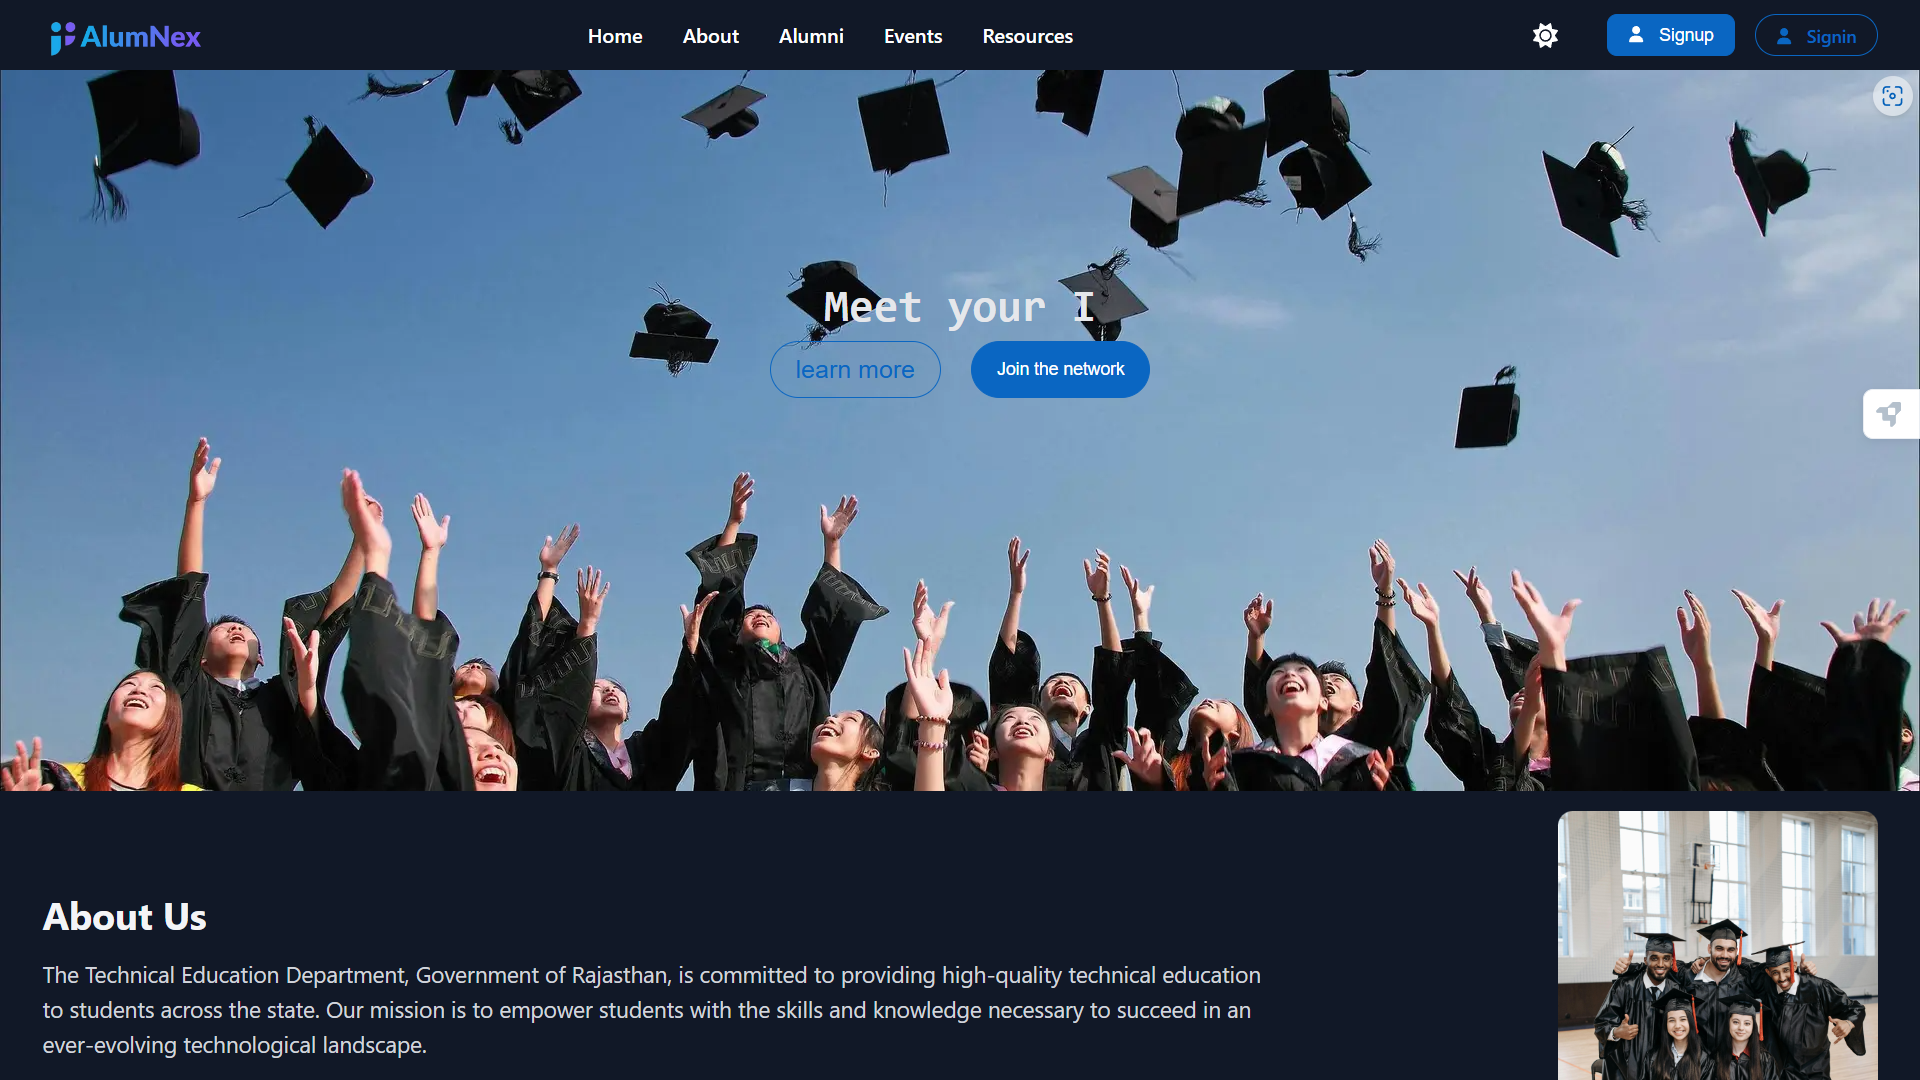 AlumNex
Home
About
Alumni
Events
Resources
Signup
Signin
Meet your I
learn more
Join the network
About Us
The Technical Education Department, Government of Rajasthan, is committed to providing high-quality technical education
to students across the state. Our mission is to empower students with the skills and knowledge necessary to succeed in an
ever-evolving technological landscape.